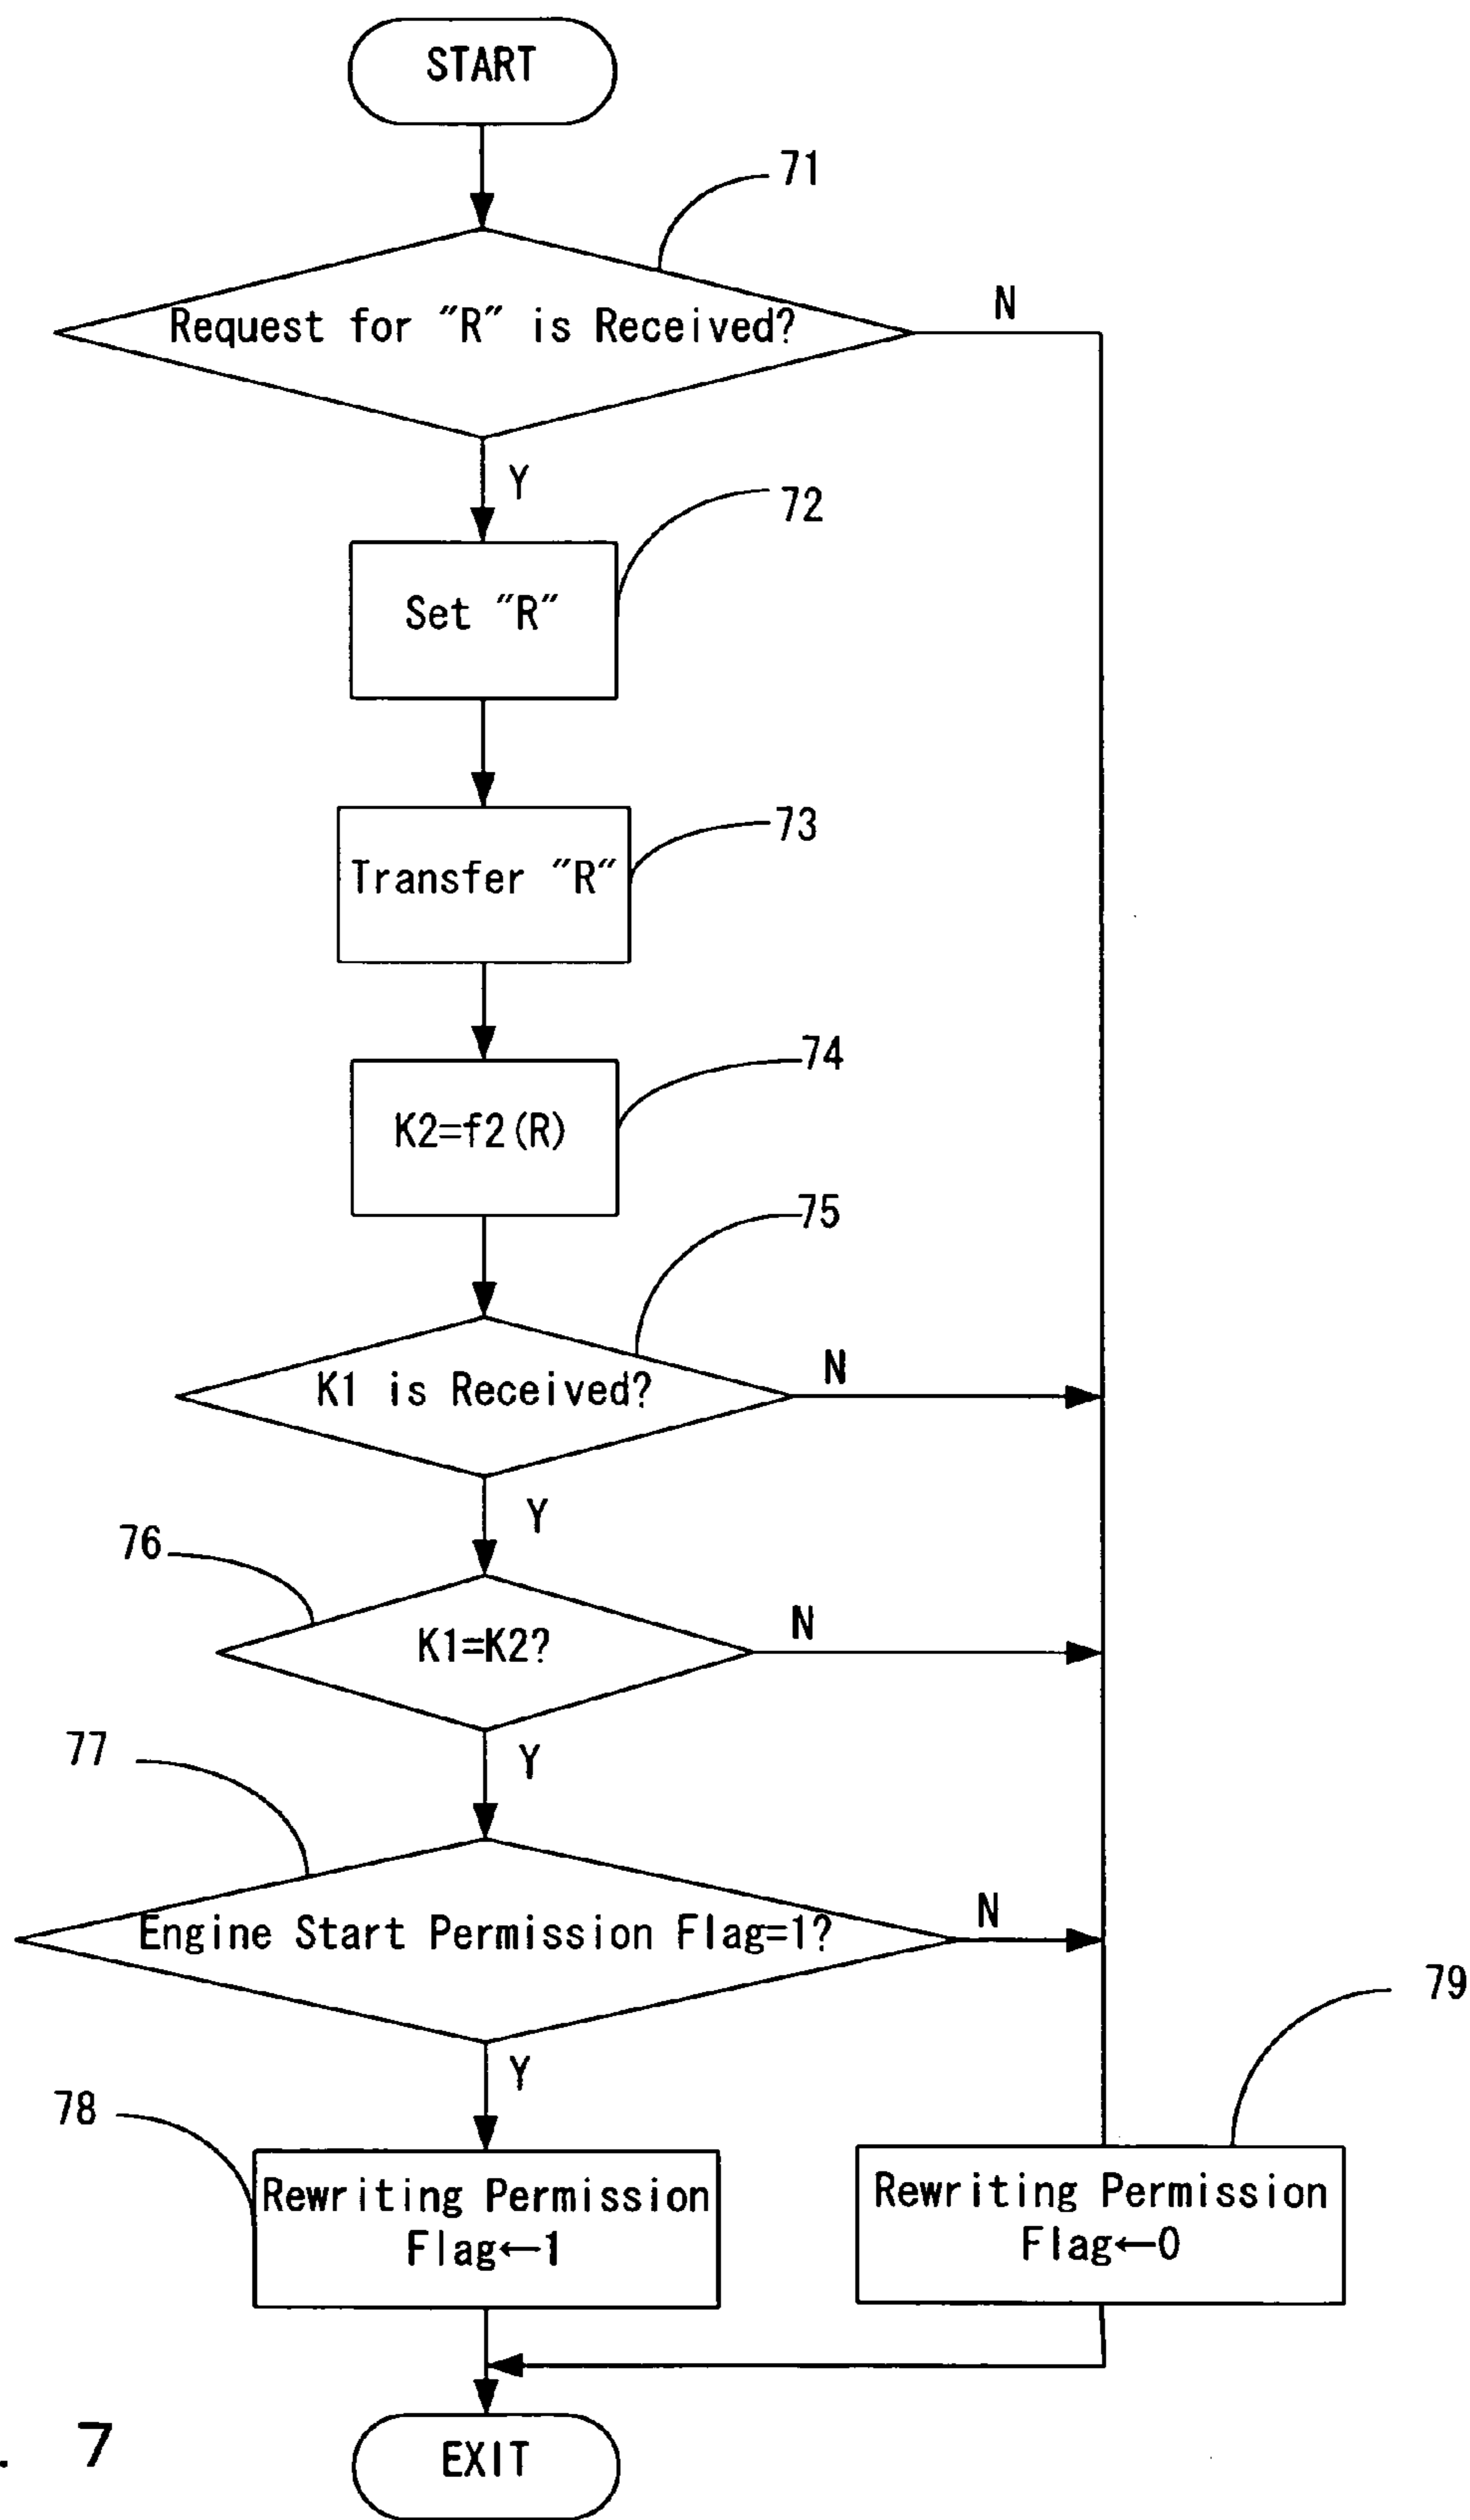 START
71
Request for "R" is Received?
N
Y
72
Set "R"
73
Transfer "R"
74
K2=f2(R)
75
K1 is Received?
N
Y
76
K1=K2?
N
77
Y
Engine Start Permission Flag=1?
N
79
Y
78
Rewriting Permission
Flag←1
Rewriting Permission
Flag←0
. 7
EXIT